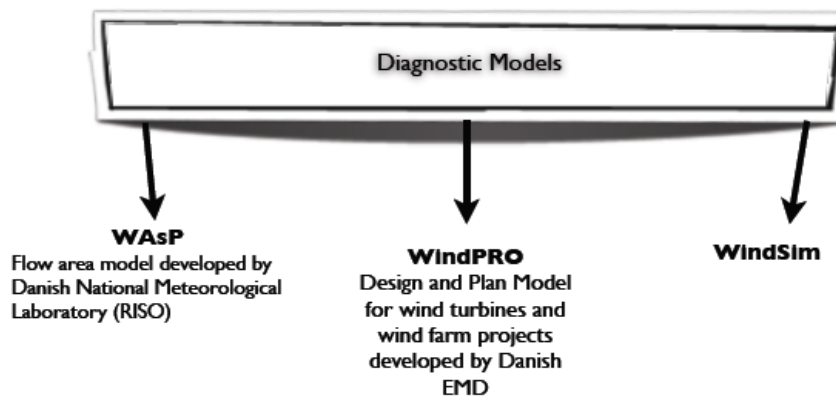 Diagnostic Models
WAsP
Flow area model developed by
Danish National Meteorological
Laboratory (RISO)
WindPRO
Design and Plan Model
for wind turbines and
wind farm projects
developed by Danish
EMD
WindSim